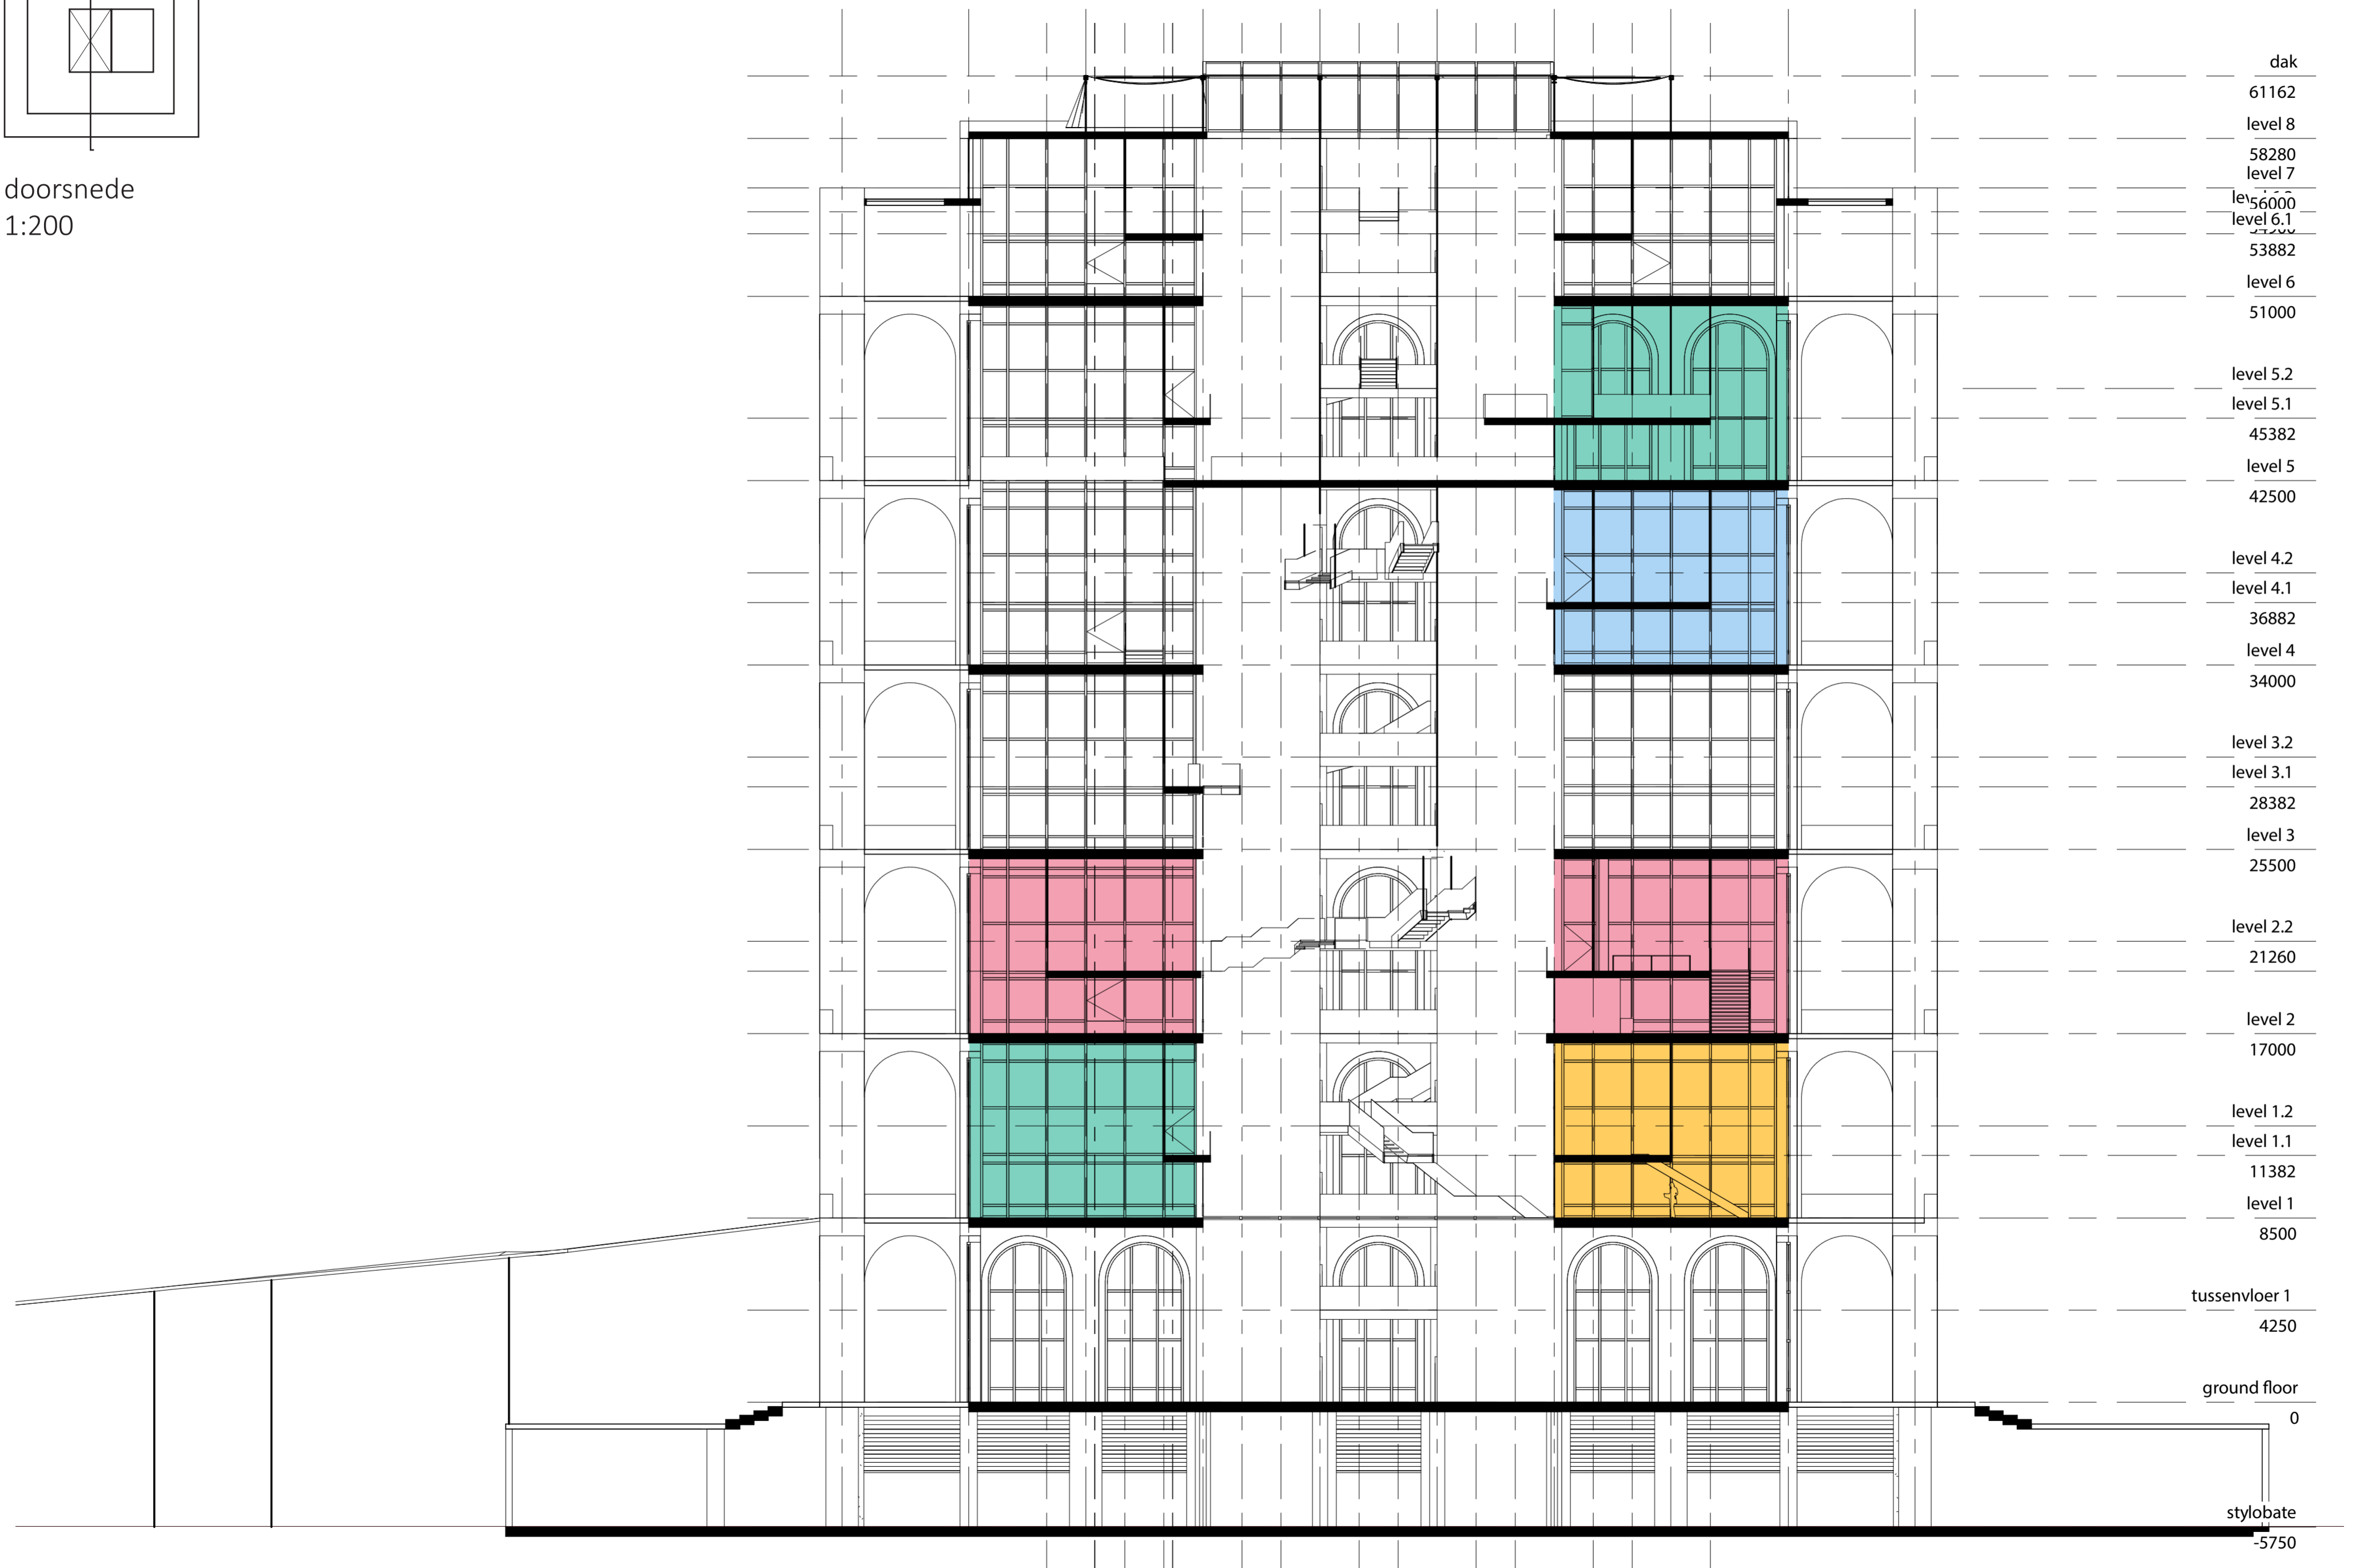 doorsnede
1:200
dak
61162
level 8
58280
level 7
56000
level 6.1
53882
level 6
51000
level 5.2
level 5.1
45382
level 5
42500
level 4.2
level 4.1
36882
level 4
34000
level 3.2
level 3.1
28382
level 3
25500
level 2.2
21260
level 2
17000
level 1.2
level 1.1
11382
level 1
8500
tussenvloer 1
4250
ground floor
0
stylobate
-5750